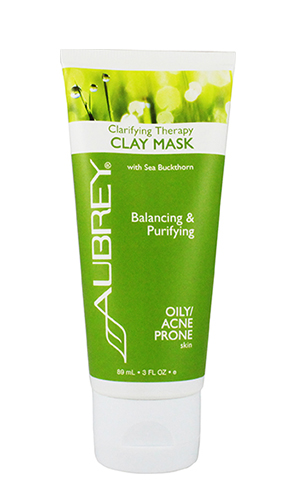 Clarifying Therapy
CLAY MASK
with Sea Buckthorn
AUBREY®
Balancing &
Purifying
OILY/
ACNE
PRONE
skin
89 mL • 3 FL OZ • e